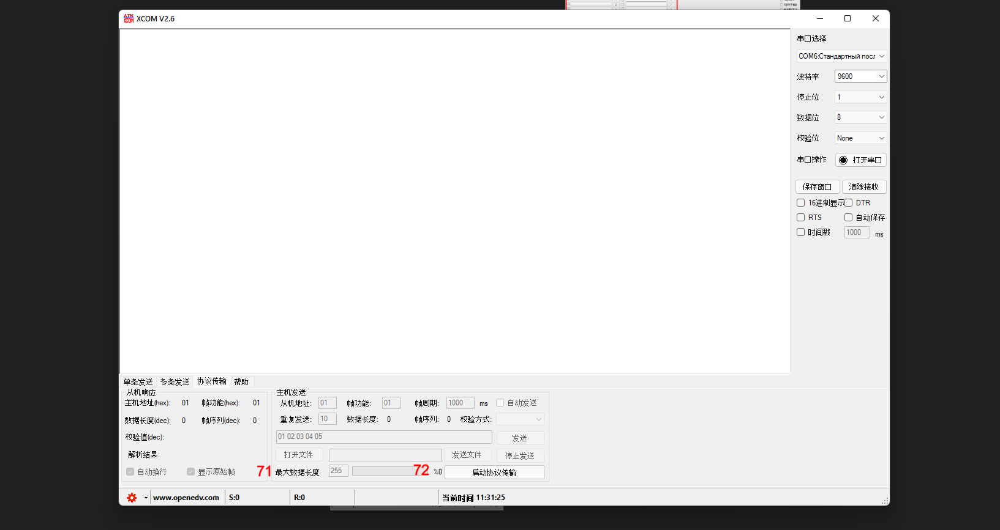 XCOM V2.6
串口选择
COM6:Стандартный посл
波特率 9600
停止位 1
数据位 8
校验位 None
串口操作 打开串口
保存窗口 清除接收
16进制显示 DTR
RTS 自动保存
时间戳 1000 ms
单条发送 多条发送 协议传输 帮助
从机响应
主机地址(hex): 01 帧功能(hex): 01
数据长度(dec): 0 帧序列(dec): 0
校验值(dec):
解析结果:
自动换行 显示原始帧 71
主机发送
从机地址: 01 帧功能: 01 帧周期: 1000 ms 自动发送
重复发送: 10 数据长度: 0 帧序列: 0 校验方式:
01 02 03 04 05 发送
打开文件 发送文件 停止发送
最大数据长度 255 72 %0 启动协议传输
www.openedv.com S:0 R:0 当前时间 11:31:25